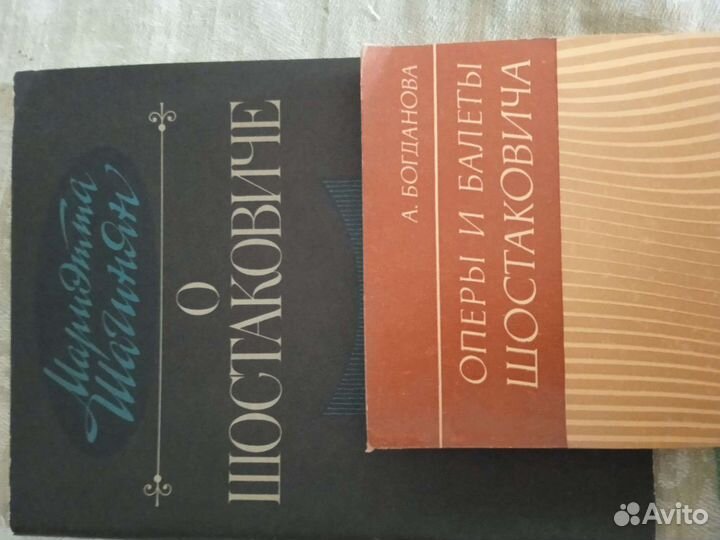 Мариэтта
Шагинян
О
ШОСТАКОВИЧЕ
А. БОГДАНОВА
ОПЕРЫ И БАЛЕТЫ
ШОСТАКОВИЧА
Avito